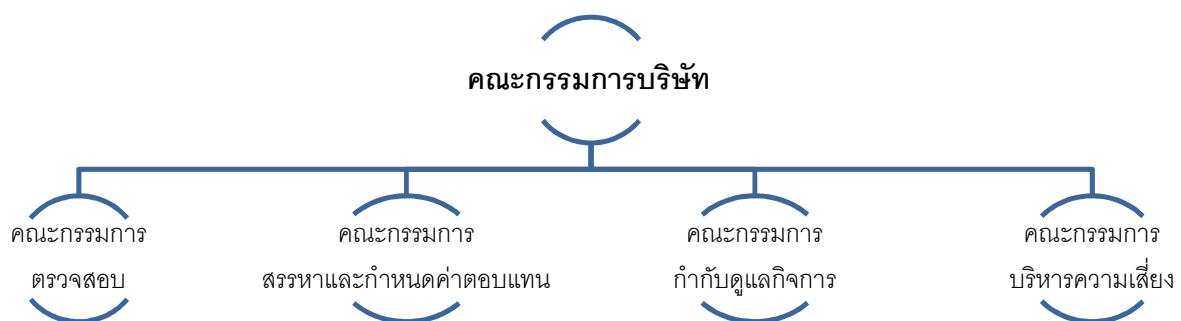 คณะกรรมการบริษัท
คณะกรรมการ
ตรวจสอบ
คณะกรรมการ
สรรหาและกำหนดค่าตอบแทน
คณะกรรมการ
กำกับดูแลกิจการ
คณะกรรมการ
บริหารความเสี่ยง